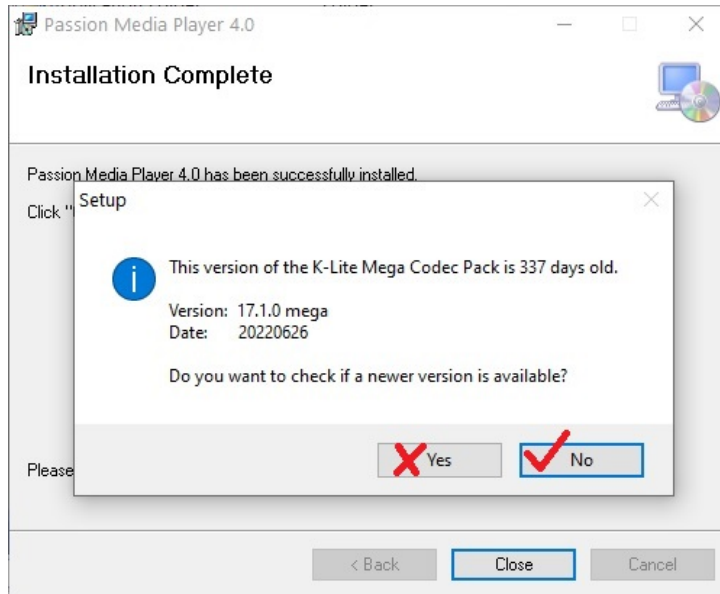 Passion Media Player 4.0
Installation Complete
Passion Media Player 4.0 has been successfully installed.
Click "
Setup
This version of the K-Lite Mega Codec Pack is 337 days old.
Version: 17.1.0 mega
Date: 20220626
Do you want to check if a newer version is available?
Yes No
Please
< Back Close Cancel